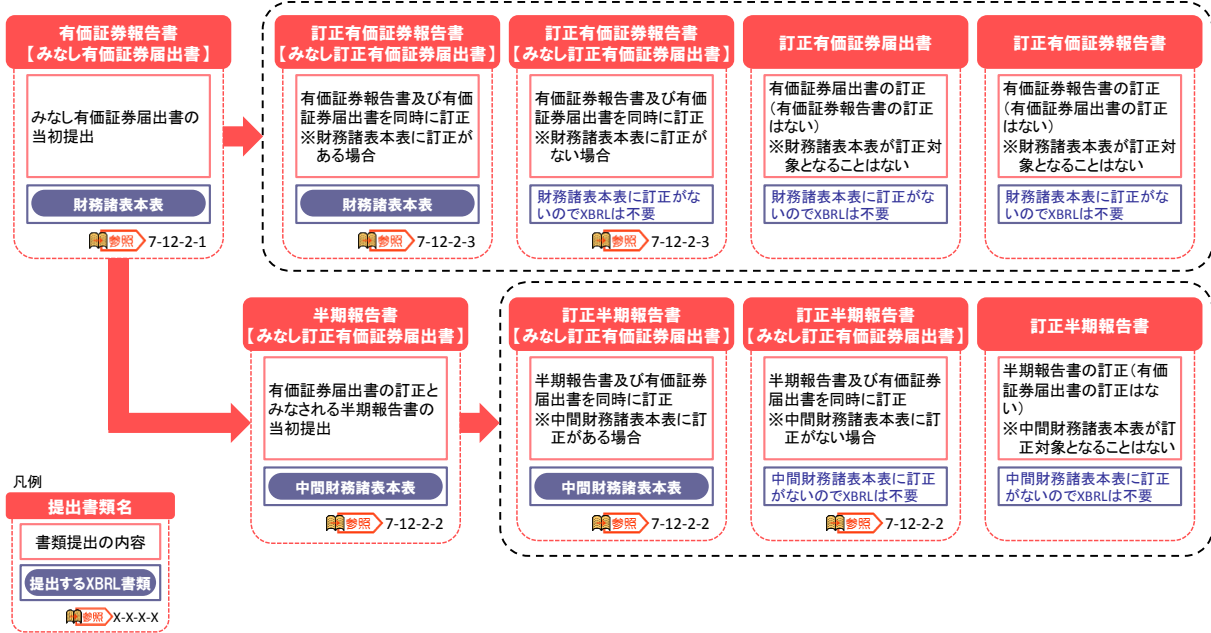 有価証券報告書
【みなし有価証券届出書】
みなし有価証券届出書の
当初提出
財務諸表本表
参照 7-12-2-1
訂正有価証券報告書
【みなし訂正有価証券届出書】
有価証券報告書及び有価
証券届出書を同時に訂正
※財務諸表本表に訂正が
ある場合
財務諸表本表
参照 7-12-2-3
訂正有価証券報告書
【みなし訂正有価証券届出書】
有価証券報告書及び有価
証券届出書を同時に訂正
※財務諸表本表に訂正が
ない場合
財務諸表本表に訂正がな
いのでXBRLは不要
参照 7-12-2-3
訂正有価証券届出書
有価証券届出書の訂正
(有価証券報告書の訂正
はない)
※財務諸表本表が訂正対
象となることはない
財務諸表本表に訂正がな
いのでXBRLは不要
訂正有価証券報告書
有価証券報告書の訂正
(有価証券届出書の訂正
はない)
※財務諸表本表が訂正対
象となることはない
財務諸表本表に訂正がな
いのでXBRLは不要
半期報告書
【みなし訂正有価証券届出書】
有価証券届出書の訂正と
みなされる半期報告書の
当初提出
中間財務諸表本表
参照 7-12-2-2
訂正半期報告書
【みなし訂正有価証券届出書】
半期報告書及び有価証券
届出書を同時に訂正
※中間財務諸表本表に訂
正がある場合
中間財務諸表本表
参照 7-12-2-2
訂正半期報告書
【みなし訂正有価証券届出書】
半期報告書及び有価証券
届出書を同時に訂正
※中間財務諸表本表に訂
正がない場合
中間財務諸表本表に訂正
がないのでXBRLは不要
参照 7-12-2-2
訂正半期報告書
半期報告書の訂正(有価
証券届出書の訂正はな
い)
※中間財務諸表本表が訂
正対象となることはない
中間財務諸表本表に訂正
がないのでXBRLは不要
凡例
提出書類名
書類提出の内容
提出するXBRL書類
参照 X-X-X-X